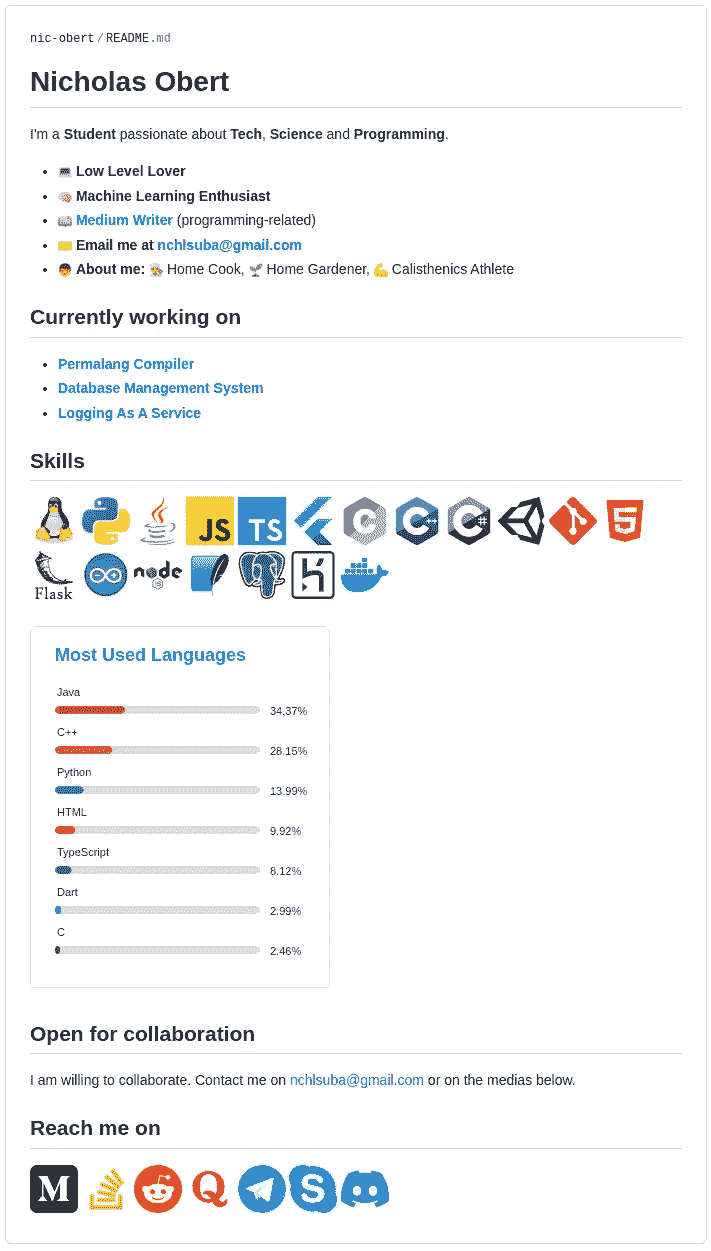 nic-obert/README.md
Nicholas Obert
I'm a Student passionate about Tech, Science and Programming.
Low Level Lover
Machine Learning Enthusiast
Medium Writer (programming-related)
Email me at nchlsuba@gmail.com
About me: Home Cook, Home Gardener, Calisthenics Athlete
Currently working on
Permalang Compiler
Database Management System
Logging As A Service
Skills
JS TS C C++ C# 5
Flask node JS H
Most Used Languages
Java
34.37%
C++
28.15%
Python
13.99%
HTML
9.92%
TypeScript
8.12%
Dart
2.99%
C
2.46%
Open for collaboration
I am willing to collaborate. Contact me on nchlsuba@gmail.com or on the medias below.
Reach me on
M Q S